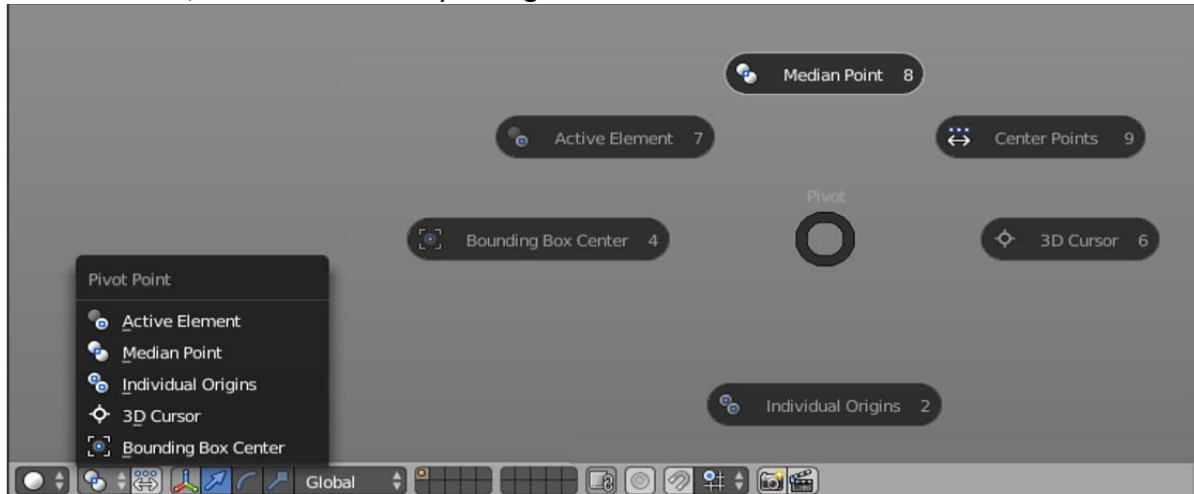 Median Point 8
Active Element 7
Center Points 9
Pivot
Bounding Box Center 4
3D Cursor 6
Pivot Point
Active Element
Median Point
Individual Origins
3D Cursor
Bounding Box Center
Individual Origins 2
Global